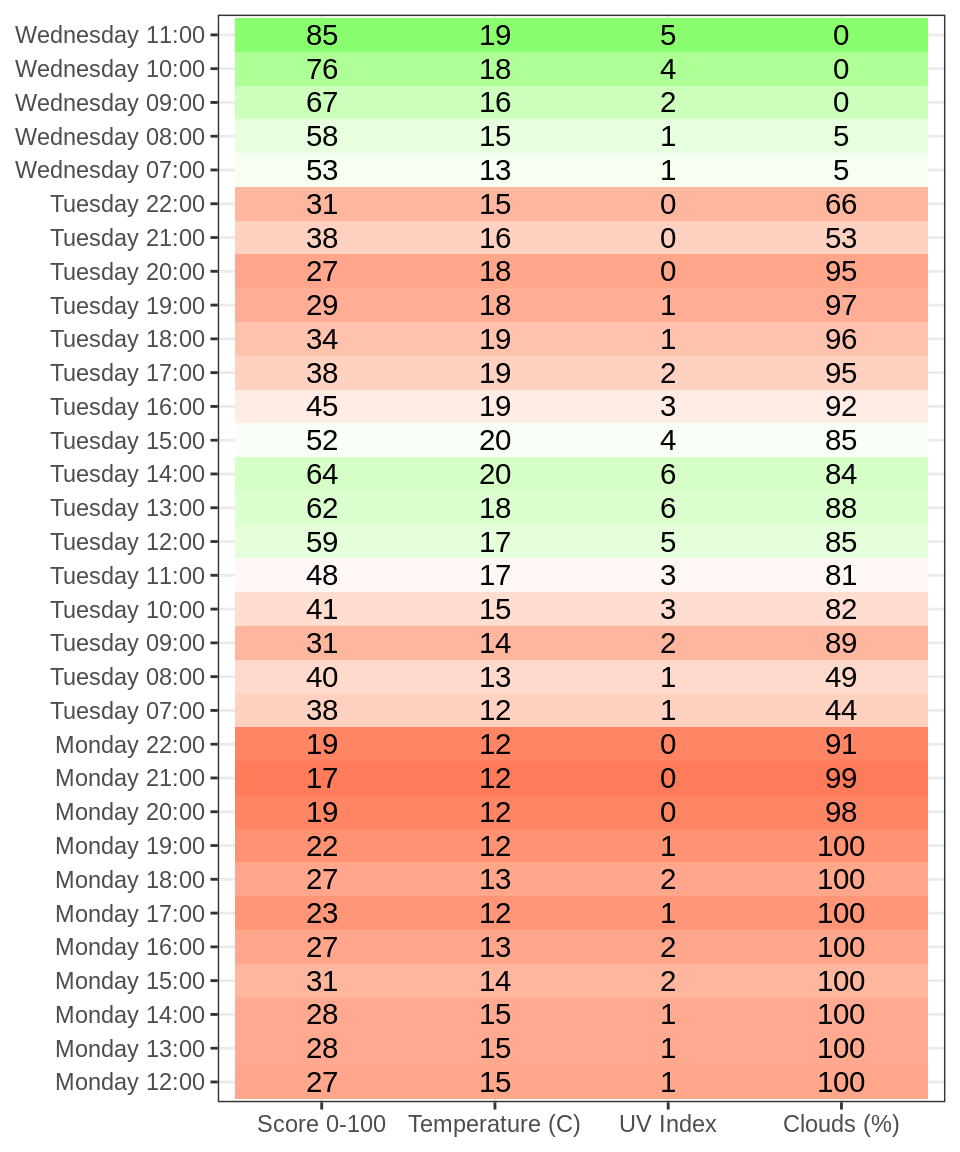 Wednesday 11:00 85 19 5 0
Wednesday 10:00 76 18 4 0
Wednesday 09:00 67 16 2 0
Wednesday 08:00 58 15 1 5
Wednesday 07:00 53 13 1 5
Tuesday 22:00 31 15 0 66
Tuesday 21:00 38 16 0 53
Tuesday 20:00 27 18 0 95
Tuesday 19:00 29 18 1 97
Tuesday 18:00 34 19 1 96
Tuesday 17:00 38 19 2 95
Tuesday 16:00 45 19 3 92
Tuesday 15:00 52 20 4 85
Tuesday 14:00 64 20 6 84
Tuesday 13:00 62 18 6 88
Tuesday 12:00 59 17 5 85
Tuesday 11:00 48 17 3 81
Tuesday 10:00 41 15 3 82
Tuesday 09:00 31 14 2 89
Tuesday 08:00 40 13 1 49
Tuesday 07:00 38 12 1 44
Monday 22:00 19 12 0 91
Monday 21:00 17 12 0 99
Monday 20:00 19 12 0 98
Monday 19:00 22 12 1 100
Monday 18:00 27 13 2 100
Monday 17:00 23 12 1 100
Monday 16:00 27 13 2 100
Monday 15:00 31 14 2 100
Monday 14:00 28 15 1 100
Monday 13:00 28 15 1 100
Monday 12:00 27 15 1 100
Score 0-100 Temperature (C) UV Index Clouds (%)